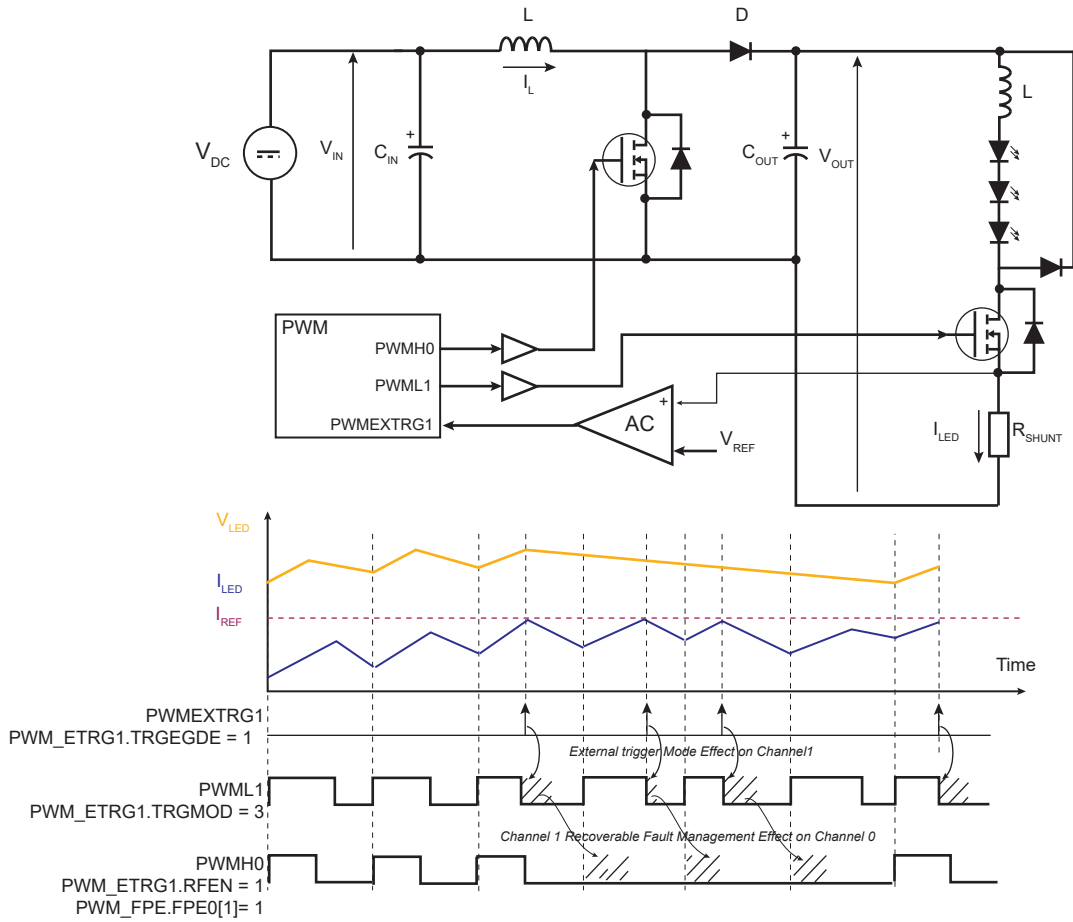 L
D
I_L
L
V_DC
V_IN
+
C_IN
+
C_OUT
V_OUT
PWM
PWMH0
PWML1
PWMEXTRG1
+
AC
V_REF
I_LED
R_SHUNT
V_LED
I_LED
I_REF
Time
PWMEXTRG1
PWM_ETRG1.TRGEGDE = 1
External trigger Mode Effect on Channel1
PWML1
PWM_ETRG1.TRGMOD = 3
Channel 1 Recoverable Fault Management Effect on Channel 0
PWMH0
PWM_ETRG1.RFEN = 1
PWM_FPE.FPE0[1]= 1